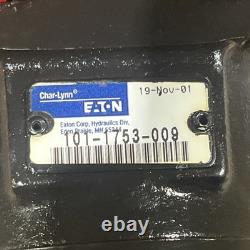 Char-Lynn®
19-Nov-01
EATON
Eaton Corp, Hydraulics Div,
Eden Prairie, MN 55344
101-1753-009